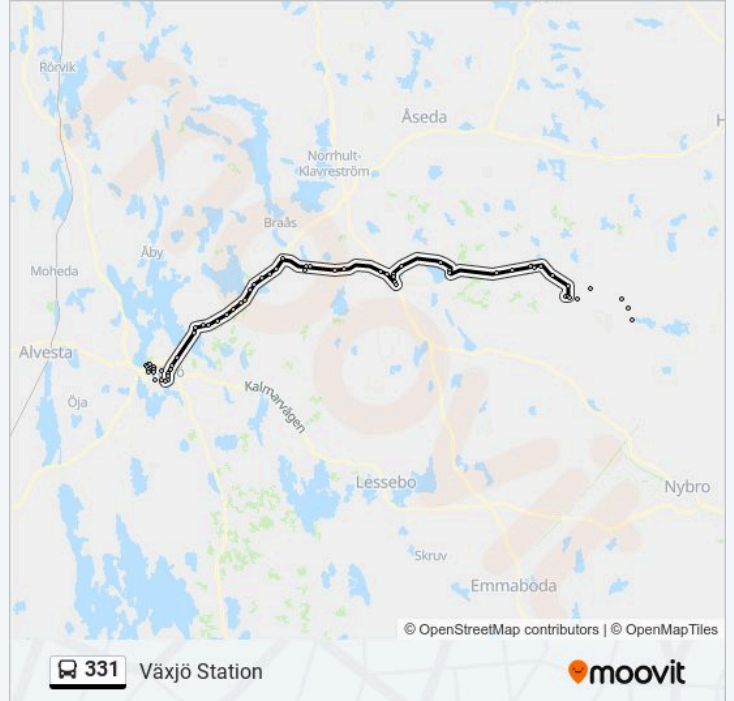 Rörvik
Åseda
H
Norrhult-
Klavreström
Braås
Åby
Moheda
Alvesta
ö
Öja
Kalmarvägen
Lessebo
Nybro
Skruv
Emmaboda
moovit
© OpenStreetMap contributors | © OpenMapTiles
331 Växjö Station
moovit